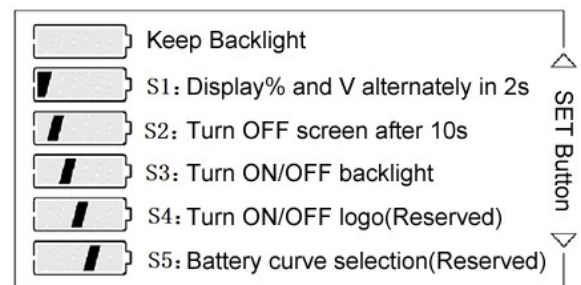 Keep Backlight
S1: Display% and V alternately in 2s
S2: Turn OFF screen after 10s
S3: Turn ON/OFF backlight
S4: Turn ON/OFF logo(Reserved)
S5: Battery curve selection(Reserved)
SET Button